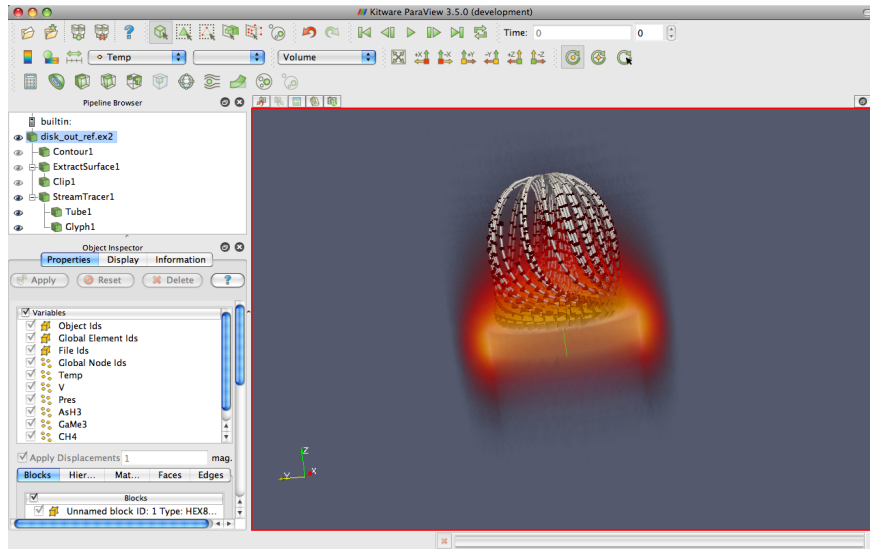 Kitware ParaView 3.5.0 (development)
Time: 0 0
Temp Volume
Pipeline Browser
builtin:
disk_out_ref.ex2
Contour1
ExtractSurface1
Clip1
StreamTracer1
Tube1
Glyph1
Object Inspector
Properties Display Information
Apply Reset Delete ?
Variables
Object Ids
Global Element Ids
File Ids
Global Node Ids
Temp
V
Pres
AsH3
GaMe3
CH4
Apply Displacements 1 mag.
Blocks Hier... Mat... Faces Edges
Blocks
Unnamed block ID: 1 Type: HEX8...
Z
Y X